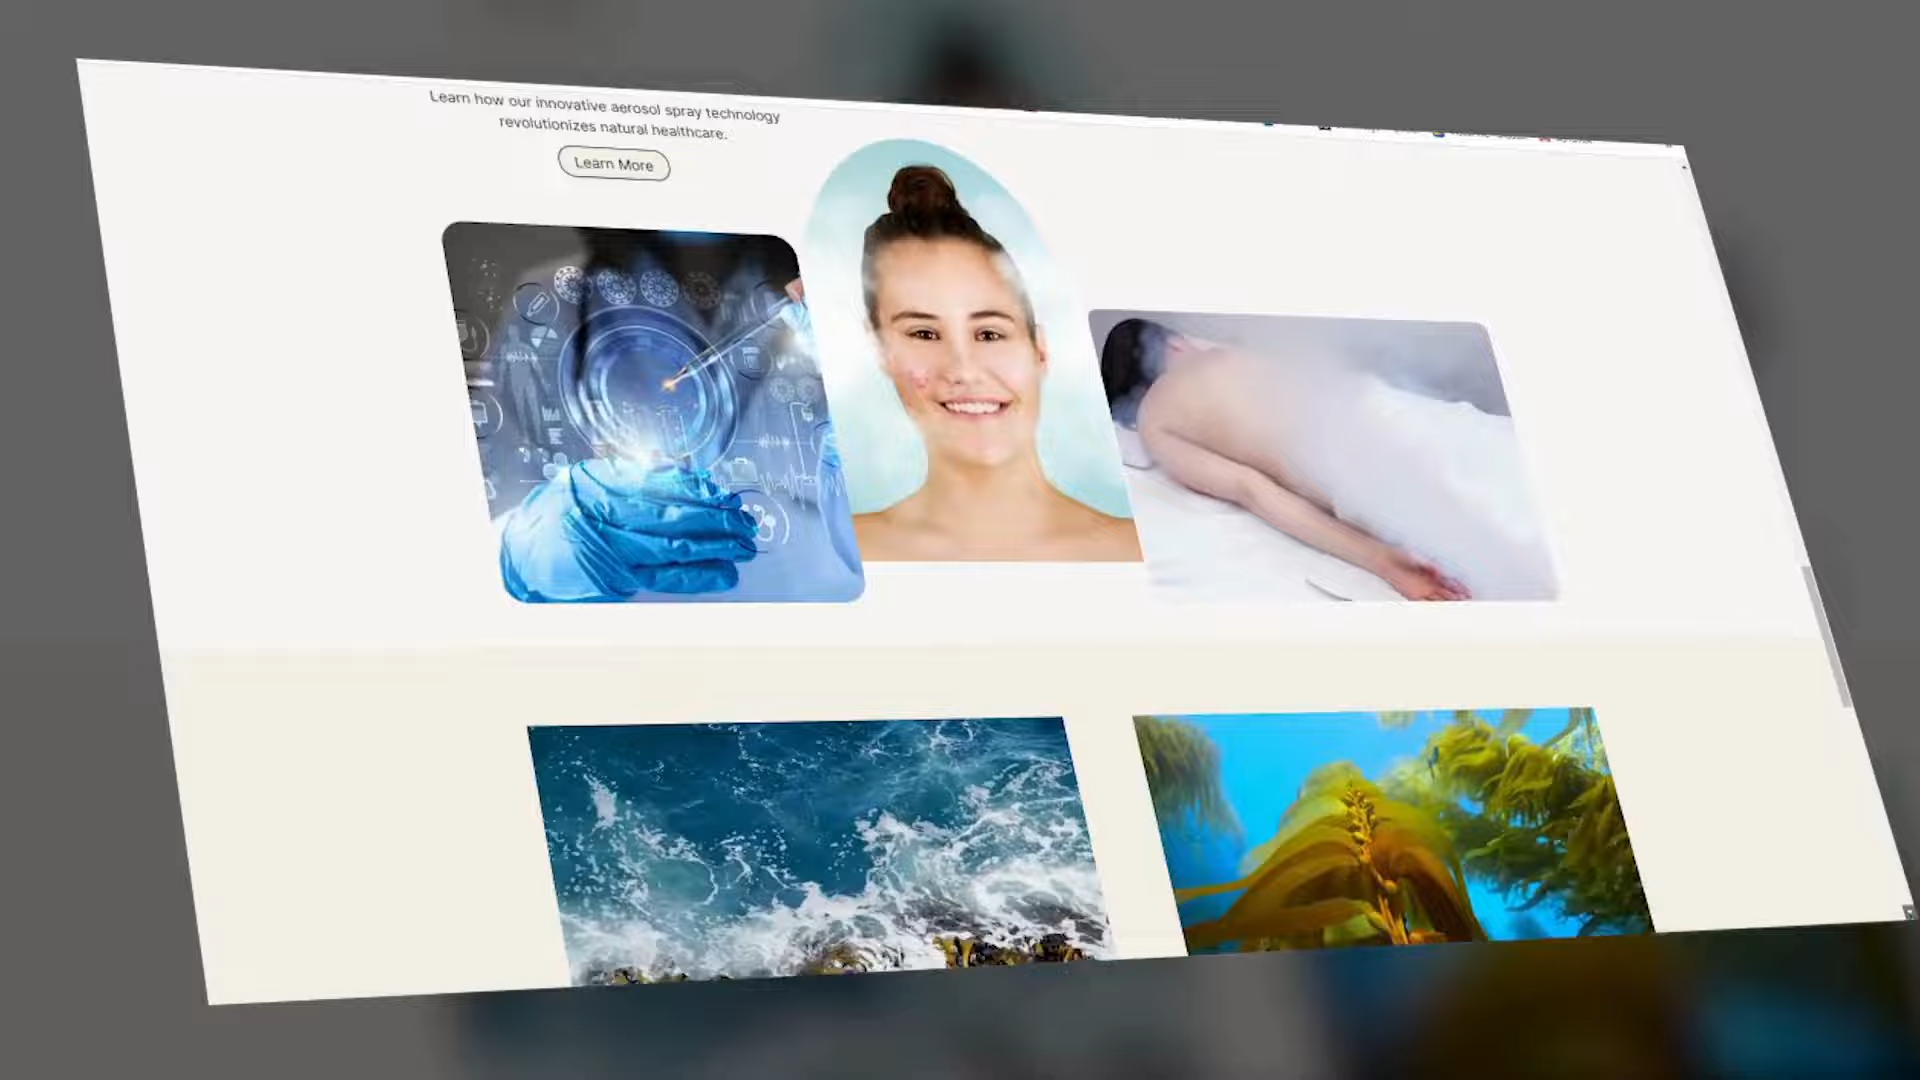 Learn how our innovative aerosol spray technology
revolutionizes natural healthcare.
Learn More